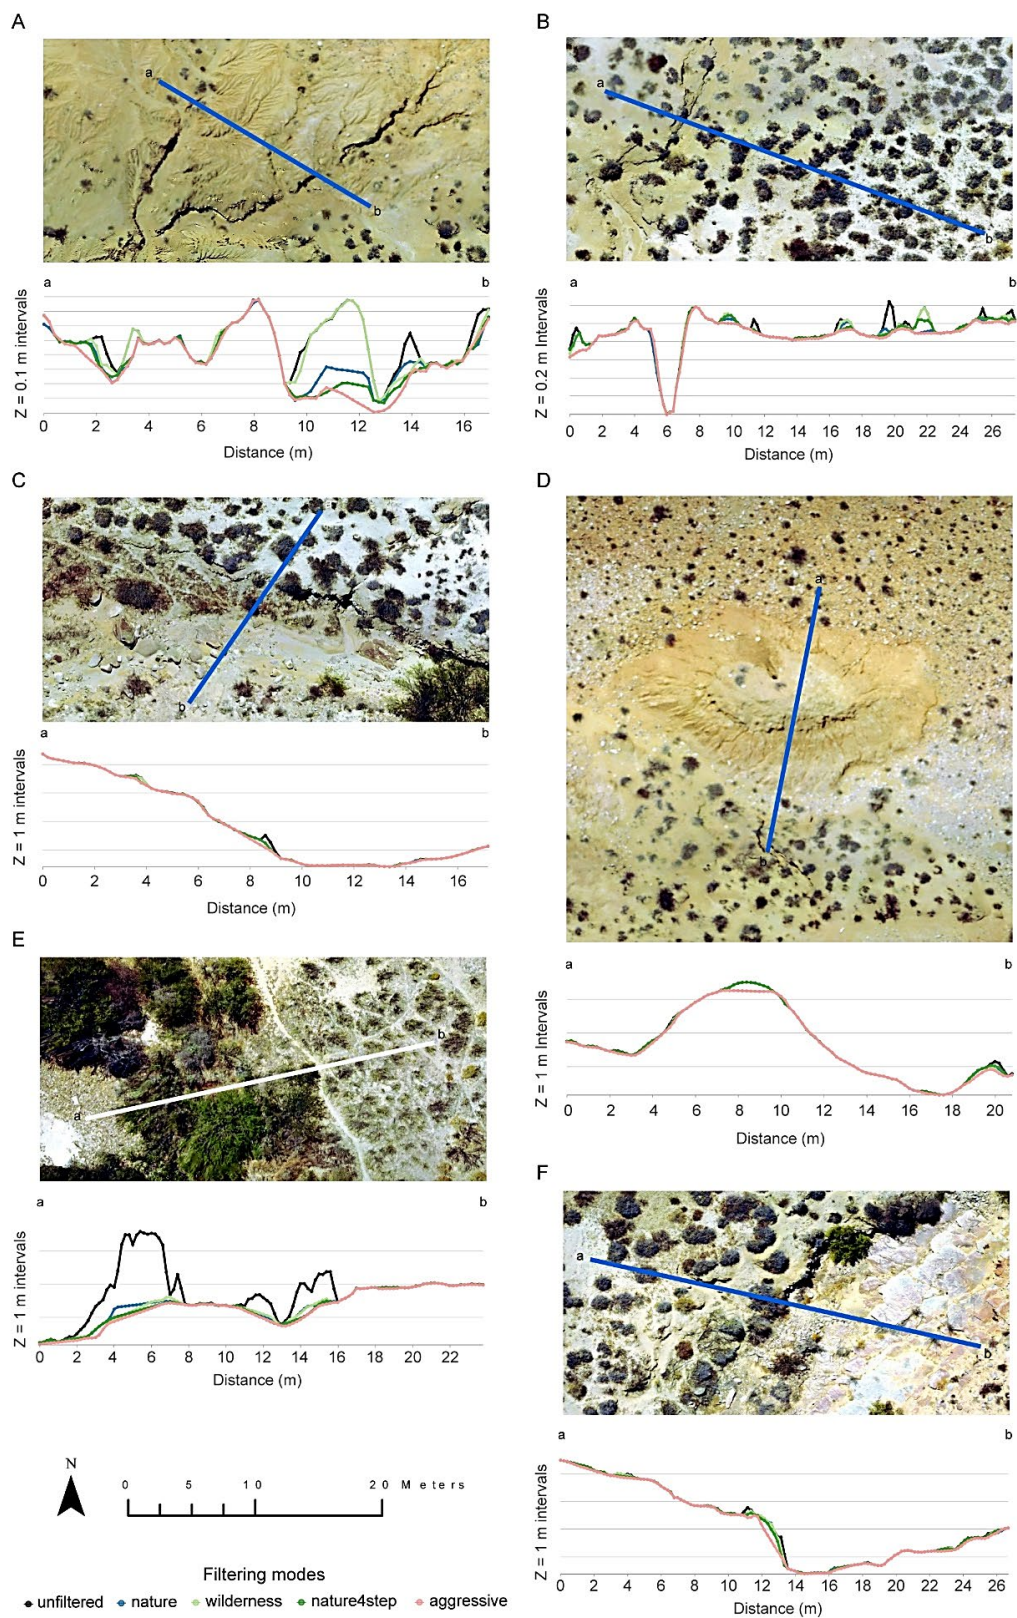 A
a
b
a
b
Z = 0.1 m intervals
0 2 4 6 8 10 12 14 16
Distance (m)
B
a
b
a
b
Z = 0.2 m Intervals
0 2 4 6 8 10 12 14 16 18 20 22 24 26
Distance (m)
C
b
a
b
Z = 1 m intervals
0 2 4 6 8 10 12 14 16
Distance (m)
D
a
b
a
b
Z = 1 m Intervals
0 2 4 6 8 10 12 14 16 18 20
Distance (m)
E
a
b
a
b
Z = 1 m intervals
0 2 4 6 8 10 12 14 16 18 20 22
Distance (m)
F
a
b
a
b
Z = 1 m intervals
0 2 4 6 8 10 12 14 16 18 20 22 24 26
Distance (m)
N
0 5 10 20 Meters
Filtering modes
unfiltered nature wilderness nature4step aggressive